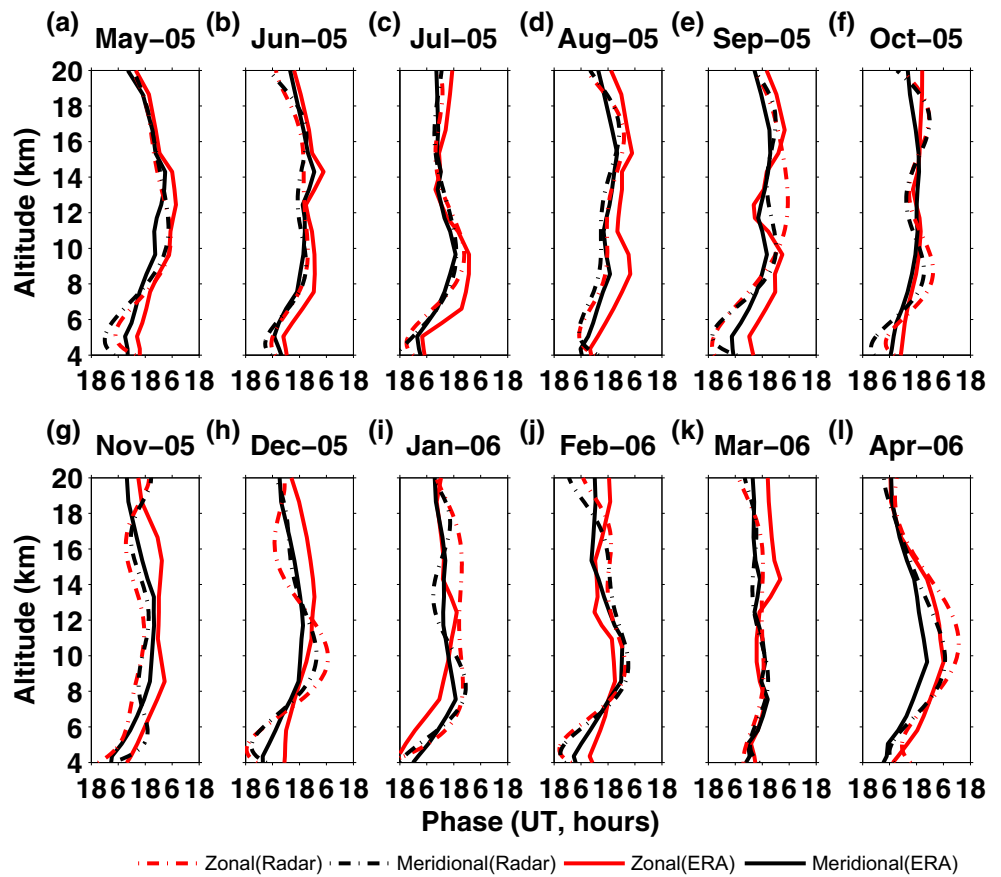 (a) (b) (c) (d) (e) (f)
May−05 Jun−05 Jul−05 Aug−05 Sep−05 Oct−05
20
18
16
14
12
10
8
6
4
Altitude (km)
18 6 18 6 18 18 6 18 6 18 18 6 18 6 18 18 6 18 6 18 18 6 18 6 18 18 6 18 6 18
(g) (h) (i) (j) (k) (l)
Nov−05 Dec−05 Jan−06 Feb−06 Mar−06 Apr−06
20
18
16
14
12
10
8
6
4
Altitude (km)
18 6 18 6 18 18 6 18 6 18 18 6 18 6 18 18 6 18 6 18 18 6 18 6 18 18 6 18 6 18
Phase (UT, hours)
Zonal(Radar) Meridional(Radar) Zonal(ERA) Meridional(ERA)